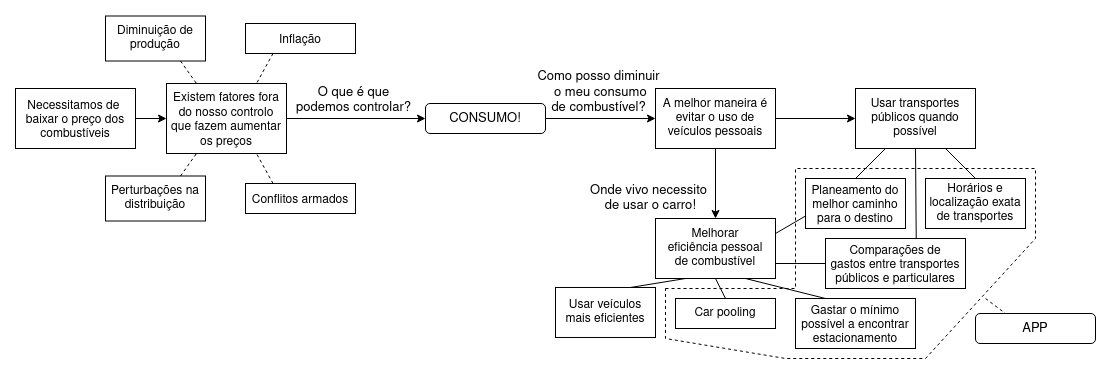 Diminuição de
produção
Inflação
Necessitamos de
baixar o preço dos
combustíveis
Existem fatores fora
do nosso controlo
que fazem aumentar
os preços
Perturbações na
distribuição
Conflitos armados
O que é que
podemos controlar?
CONSUMO!
Como posso diminuir
o meu consumo
de combustível?
A melhor maneira é
evitar o uso de
veículos pessoais
Usar transportes
públicos quando
possível
Onde vivo necessito
de usar o carro!
Planeamento do
melhor caminho
para o destino
Horários e
localização exata
de transportes
Melhorar
eficiência pessoal
de combustível
Comparações de
gastos entre transportes
públicos e particulares
Usar veículos
mais eficientes
Car pooling
Gastar o mínimo
possível a encontrar
estacionamento
APP